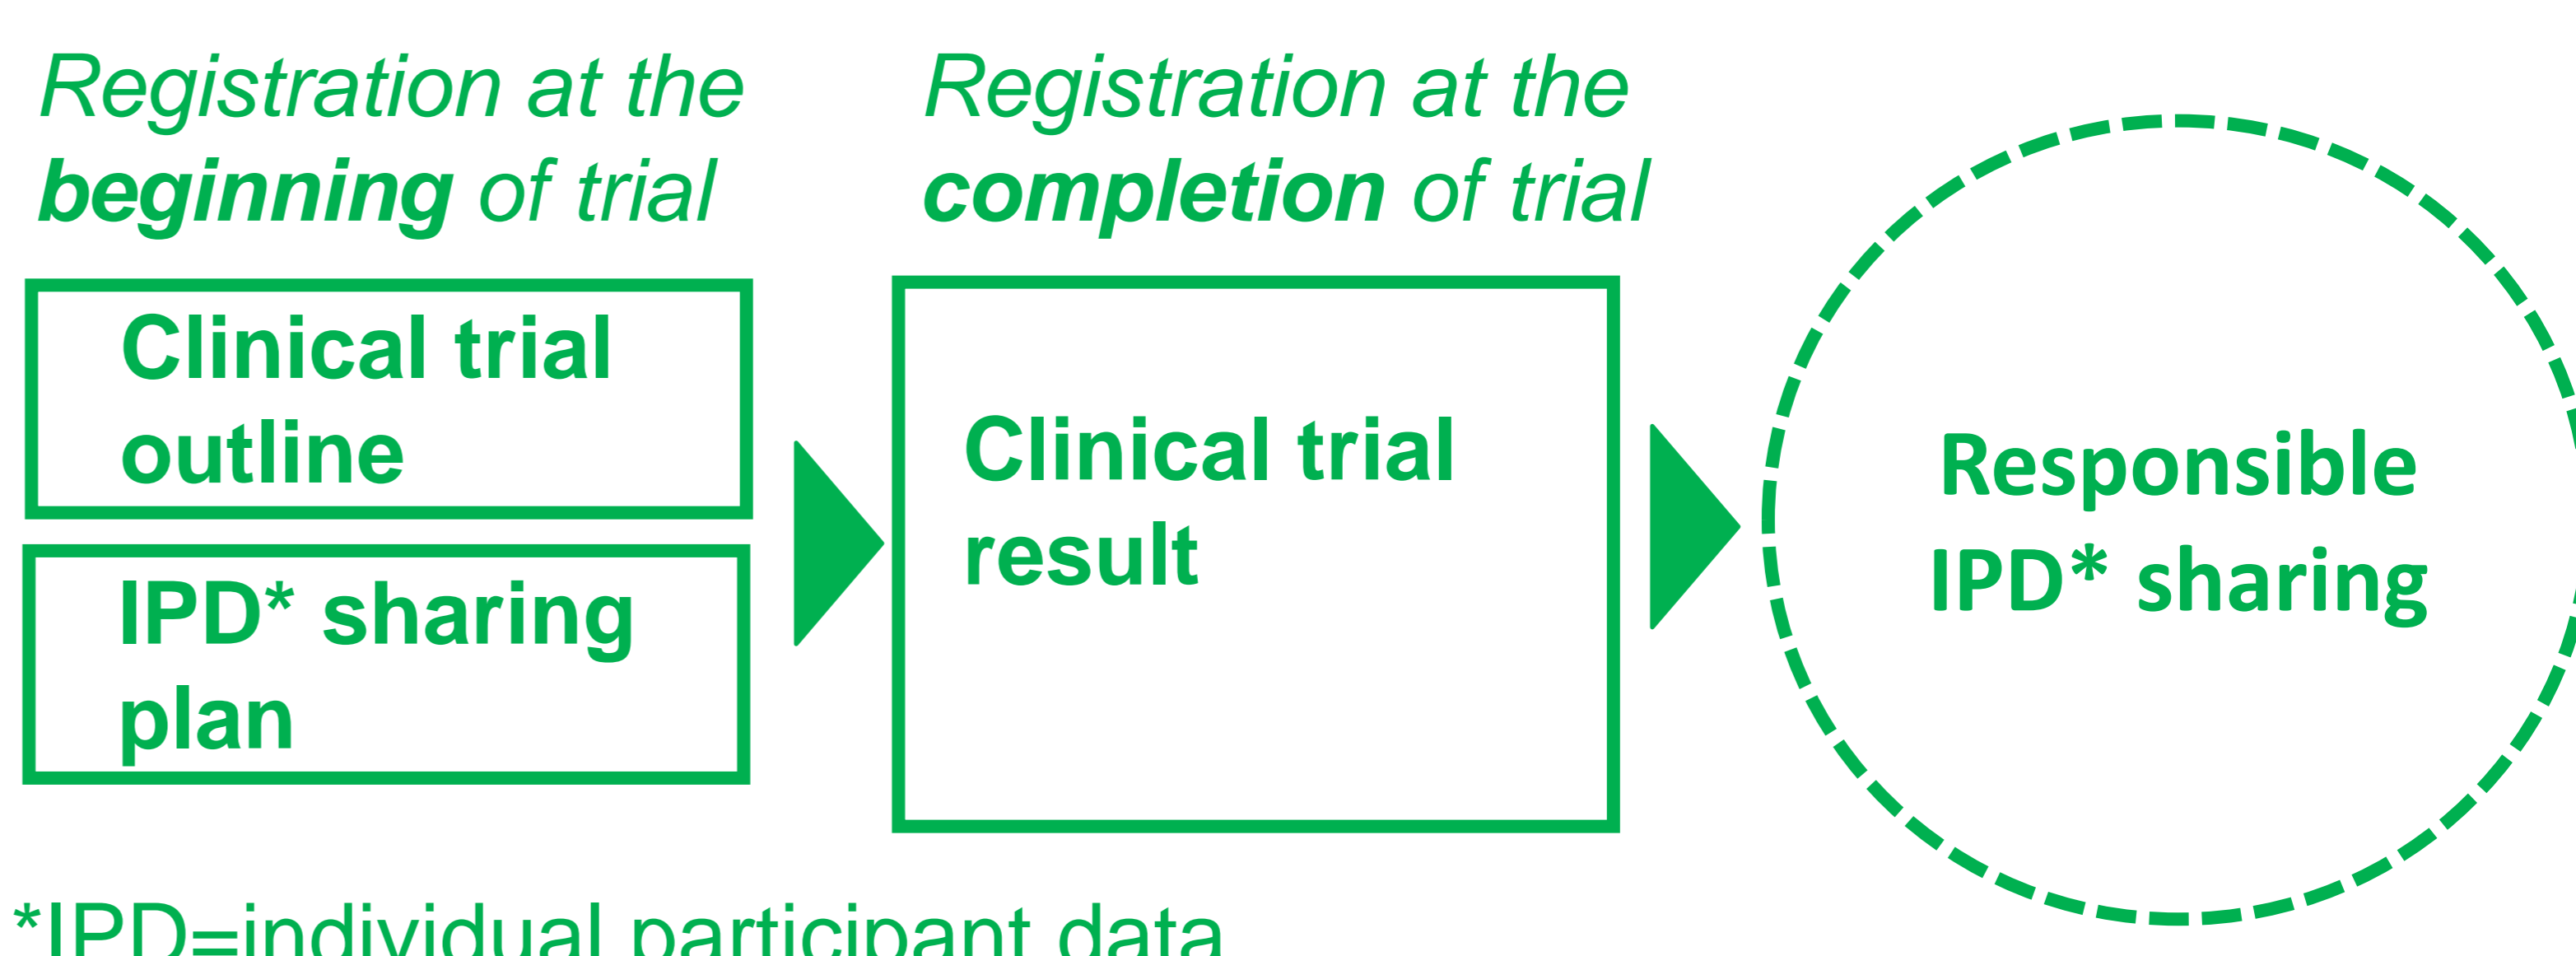 Registration at the
beginning of trial
Registration at the
completion of trial
Clinical trial
outline
IPD* sharing
plan
Clinical trial
result
Responsible
IPD* sharing
*IPD=individual participant data